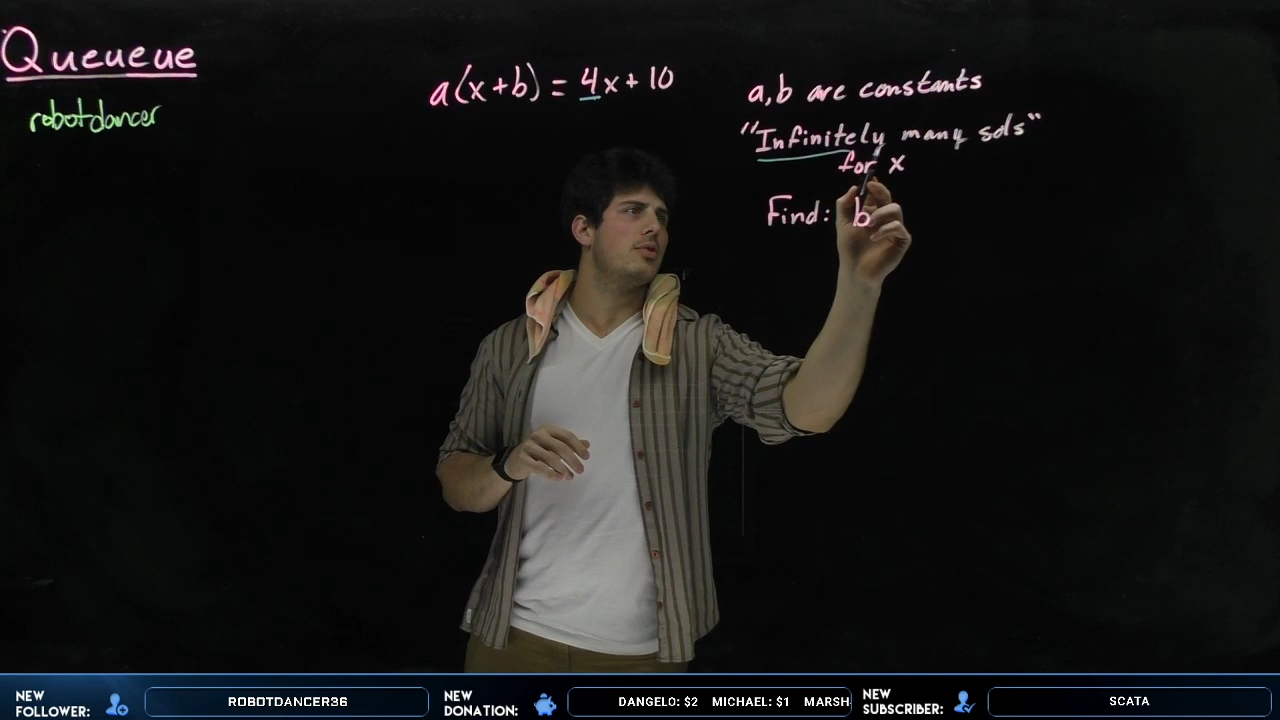 Queueue
robotdancer
a(x+b) = 4x+10
a,b are constants
"Infinitely many sols"
for x
Find: b
NEW FOLLOWER:
ROBOTDANCER36
NEW DONATION:
DANGELO: $2 MICHAEL: $1 MARSH
NEW SUBSCRIBER:
SCATA